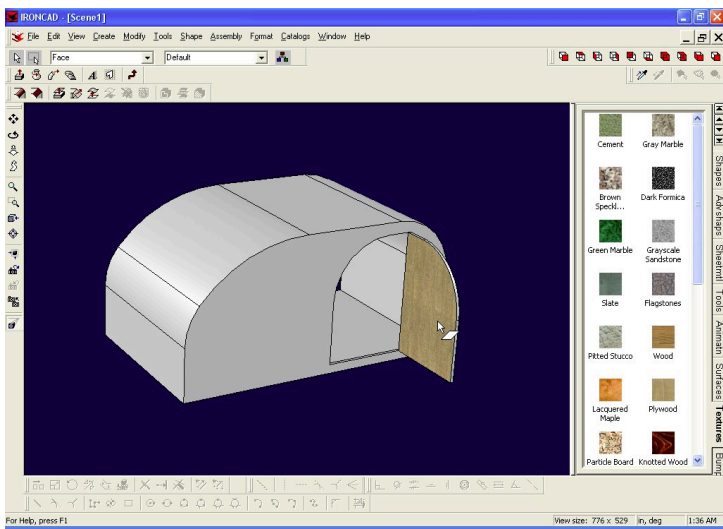 IRONCAD - [Scene1]
File Edit View Create Modify Tools Shape Assembly Format Catalogs Window Help
Face Default
Cement Gray Marble
Brown Speckl... Dark Formica
Green Marble Grayscale Sandstone
Slate Flagstones
Pitted Stucco Wood
Lacquered Maple Plywood
Particle Board Knotted Wood
Shapes
Adv shaps
Sheetmtl
Tools
Animatn
Surfaces
Textures
Bump
For Help, press F1 View size: 776 x 529 in, deg 1:36 AM